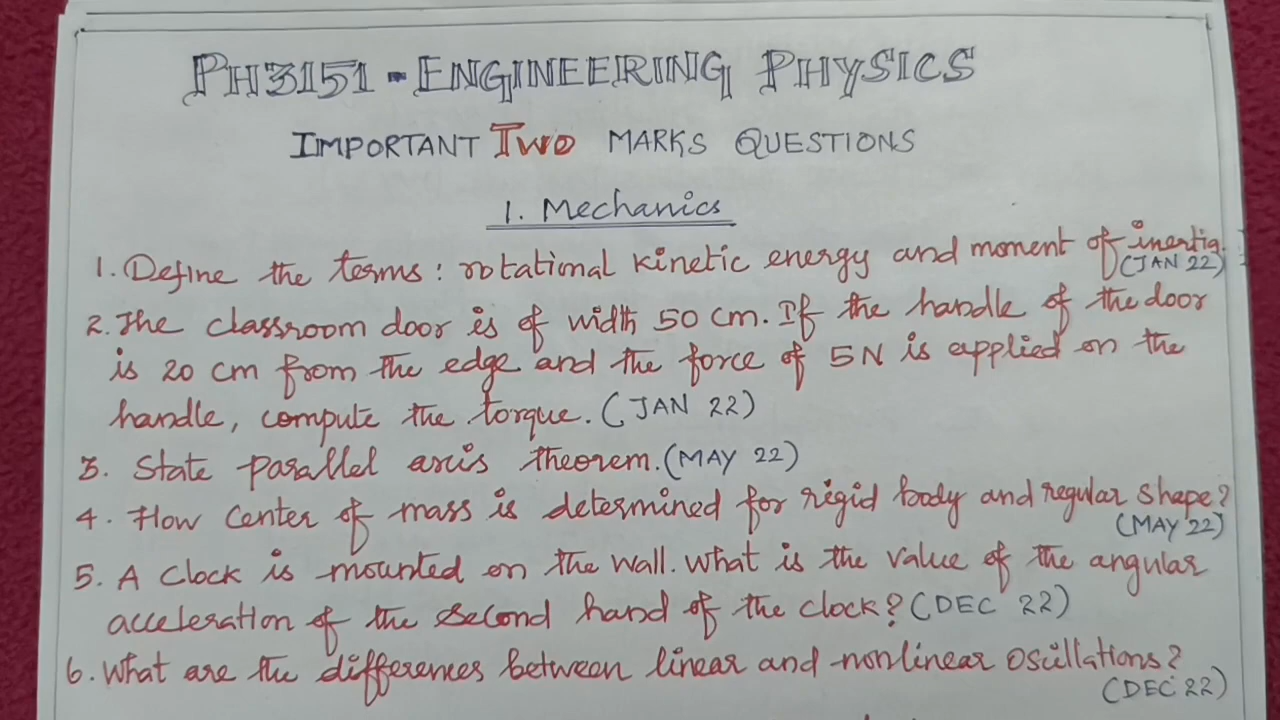 PH3151 - ENGINEERING PHYSICS
IMPORTANT TWO MARKS QUESTIONS
1. Mechanics
1. Define the terms: rotational kinetic energy and moment of inertia.
(JAN 22)
2. The classroom door is of width 50 cm. If the handle of the door
is 20 cm from the edge and the force of 5N is applied on the
handle, compute the torque. (JAN 22)
3. State parallel axis theorem. (MAY 22)
4. How center of mass is determined for rigid body and regular shape?
(MAY 22)
5. A clock is mounted on the wall. What is the value of the angular
acceleration of the second hand of the clock? (DEC 22)
6. What are the differences between linear and nonlinear oscillations?
(DEC 22)